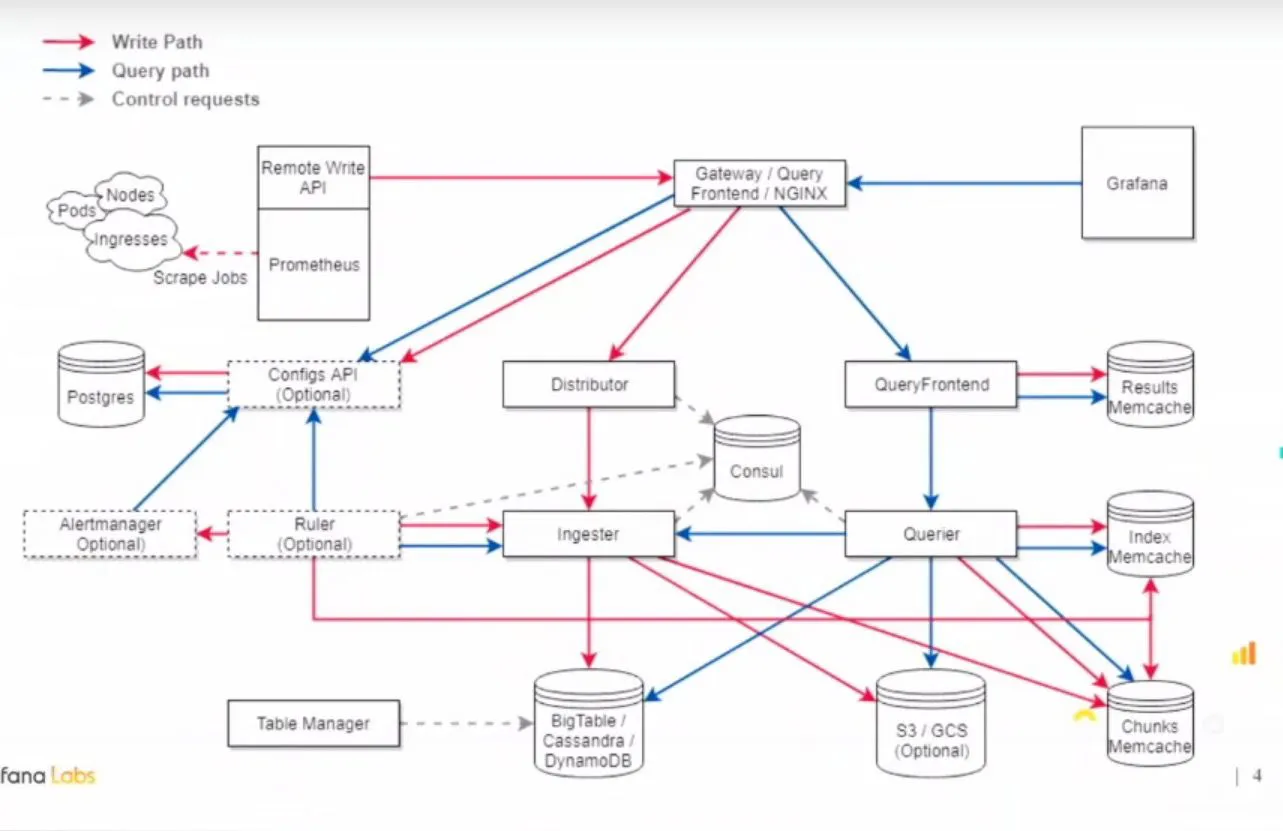 Write Path
Query path
Control requests
Remote Write
API
Gateway / Query
Frontend / NGINX
Grafana
Nodes
Pods
Ingresses
Prometheus
Scrape Jobs
Postgres
Configs API
(Optional)
Distributor
QueryFrontend
Results
Memcache
Consul
Alertmanager
Optional)
Ruler
(Optional)
Ingester
Querier
Index
Memcache
Table Manager
BigTable /
Cassandra /
DynamoDB
S3 / GCS
(Optional)
Chunks
Memcache
fana Labs
| 4